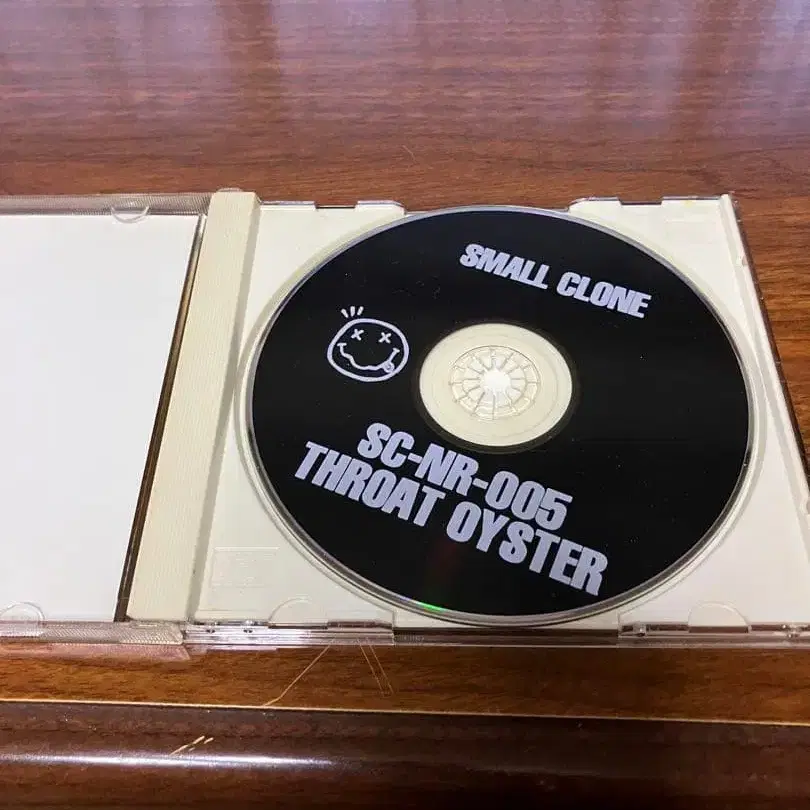 SMALL CLONE
SC-NR-005
THROAT OYSTER